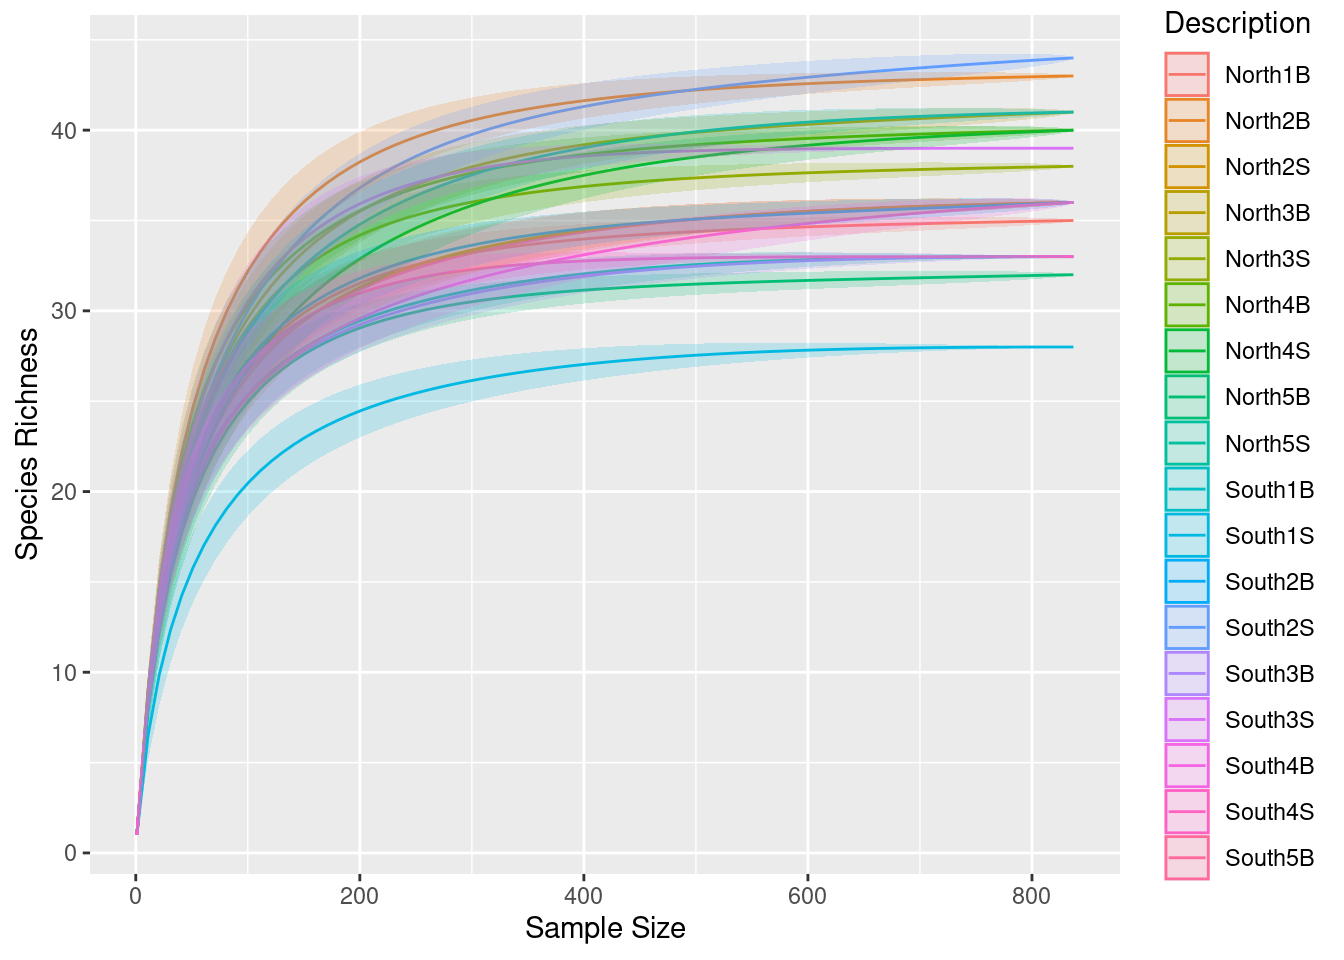 Description
North1B
North2B
North2S
North3B
North3S
North4B
North4S
North5B
North5S
South1B
South1S
South2B
South2S
South3B
South3S
South4B
South4S
South5B
Species Richness
40
30
20
10
0
0 200 400 600 800
Sample Size